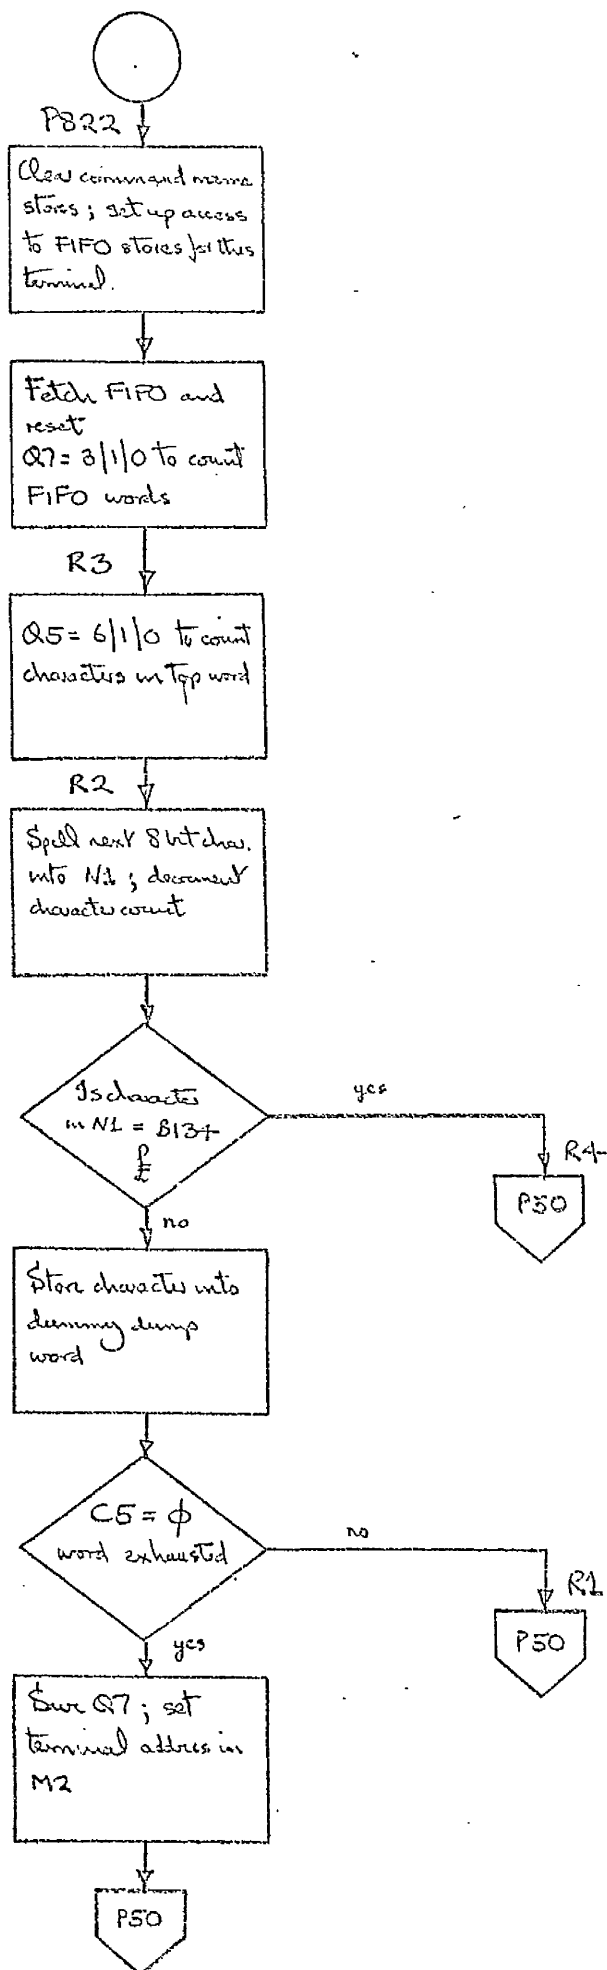 P822
Clear command name
stores; set up access
to FIFO stores for this
terminal.
Fetch FIFO and
reset
Q7 = 3/1/0 to count
FIFO words
R3
Q5 = 6/1/0 to count
characters in top word
R2
Spell next 8 bit char.
into N1; decrement
character count
Is character
in N1 = B134
£
yes
R4
P50
no
Store character into
dummy dump
word
C5 = ϕ
word exhausted
no
R1
P50
yes
Q7; set
terminal address in
M2
P50